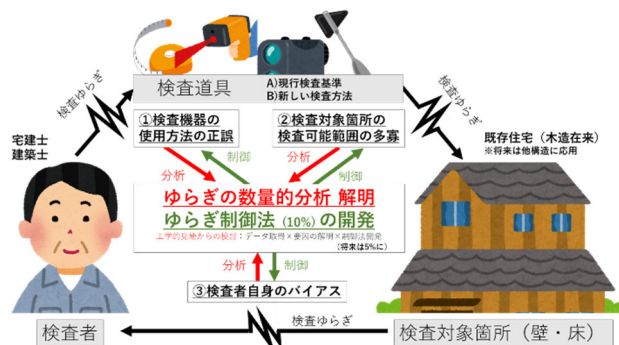 検査道具
A)現行検査基準
B)新しい検査方法
検査ゆらぎ
検査ゆらぎ
宅建士
建築士
①検査機器の
使用方法の正誤
②検査対象箇所の
検査可能範囲の多寡
既存住宅（木造在来）
※将来は他構造に応用
分析
制御
分析
制御
ゆらぎの数量的分析 解明
ゆらぎ制御法 (10%) の開発
工学的見地からの検討：データ取得×要因の解明×制御法開発
(将来は5%に)
分析
制御
③検査者自身のバイアス
検査ゆらぎ
検査者
検査対象箇所（壁・床）